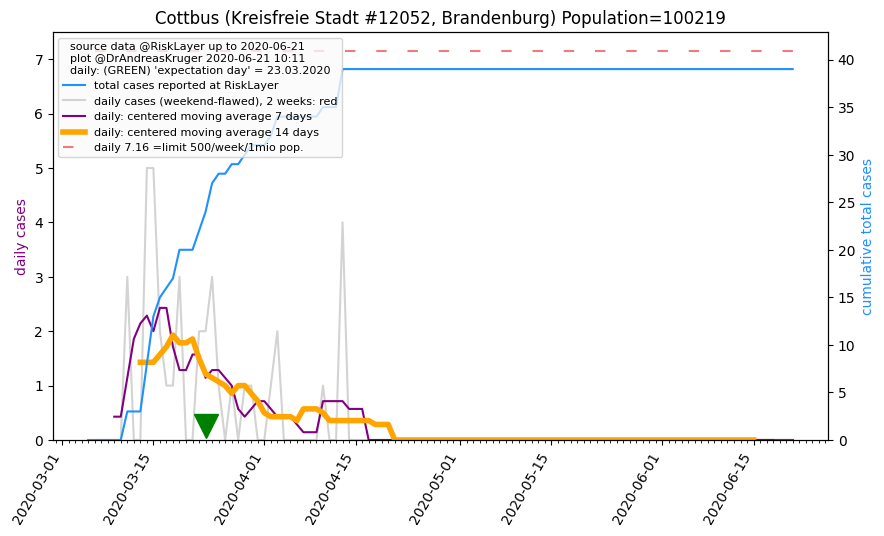 Cottbus (Kreisfreie Stadt #12052, Brandenburg) Population=100219
source data @RiskLayer up to 2020-06-21
plot @DrAndreasKruger 2020-06-21 10:11
daily: (GREEN) 'expectation day' = 23.03.2020
total cases reported at RiskLayer
daily cases (weekend-flawed), 2 weeks: red
daily: centered moving average 7 days
daily: centered moving average 14 days
daily 7.16 =limit 500/week/1mio pop.
daily cases
7
6
5
4
3
2
1
0
cumulative total cases
40
35
30
25
20
15
10
5
0
2020-03-01
2020-03-15
2020-04-01
2020-04-15
2020-05-01
2020-05-15
2020-06-01
2020-06-15